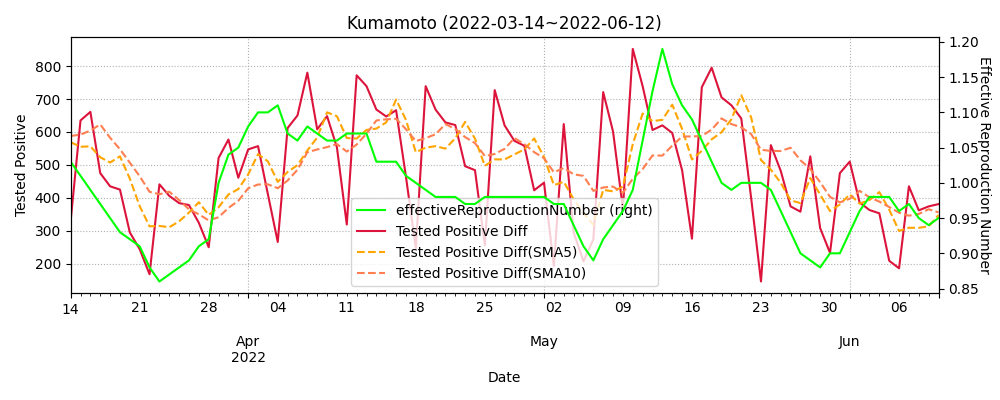 Kumamoto (2022-03-14~2022-06-12)
Tested Positive
800
700
600
500
400
300
200
1.20
1.15
1.10
1.05
1.00
0.95
0.90
0.85
Effective Reproduction Number
effectiveReproductionNumber (right)
Tested Positive Diff
Tested Positive Diff(SMA5)
Tested Positive Diff(SMA10)
14 21 28 04 11 18 25 02 09 16 23 30 06
Apr May Jun
2022
Date